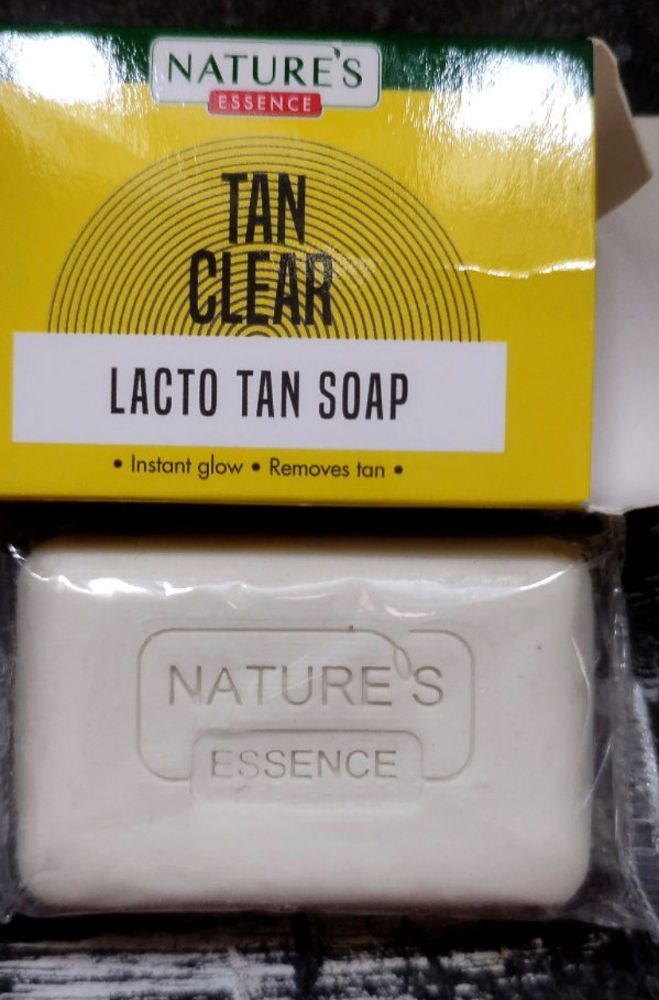 NATURE'S
ESSENCE
TAN
CLEAR
LACTO TAN SOAP
• Instant glow • Removes tan •
NATURE'S
ESSENCE